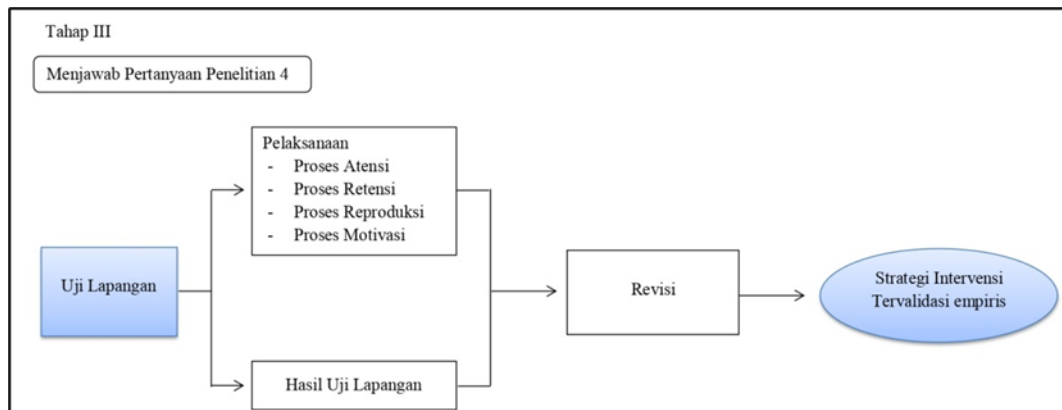 Tahap III
Menjawab Pertanyaan Penelitian 4
Pelaksanaan
- Proses Atensi
- Proses Retensi
- Proses Reproduksi
- Proses Motivasi
Uji Lapangan
Hasil Uji Lapangan
Revisi
Strategi Intervensi
Tervalidasi empiris